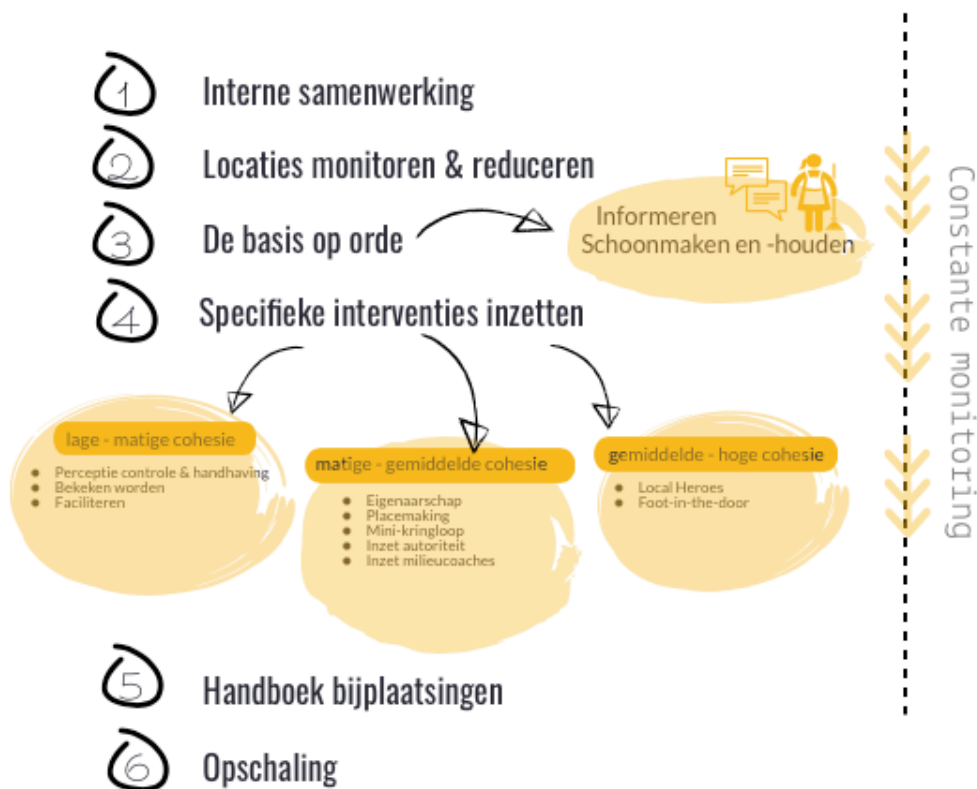 1 Interne samenwerking
2 Locaties monitoren & reduceren
3 De basis op orde
Informeren
Schoonmaken en -houden
4 Specifieke interventies inzetten
lage - matige cohesie
Perceptie controle & handhaving
Bekeken worden
Faciliteren
matige - gemiddelde cohesie
Eigenaarschap
Placemaking
Mini-kringloop
Inzet autoriteit
Inzet milieucoaches
gemiddelde - hoge cohesie
Local Heroes
Foot-in-the-door
5 Handboek bijplaatsingen
6 Opschaling
Constante monitoring